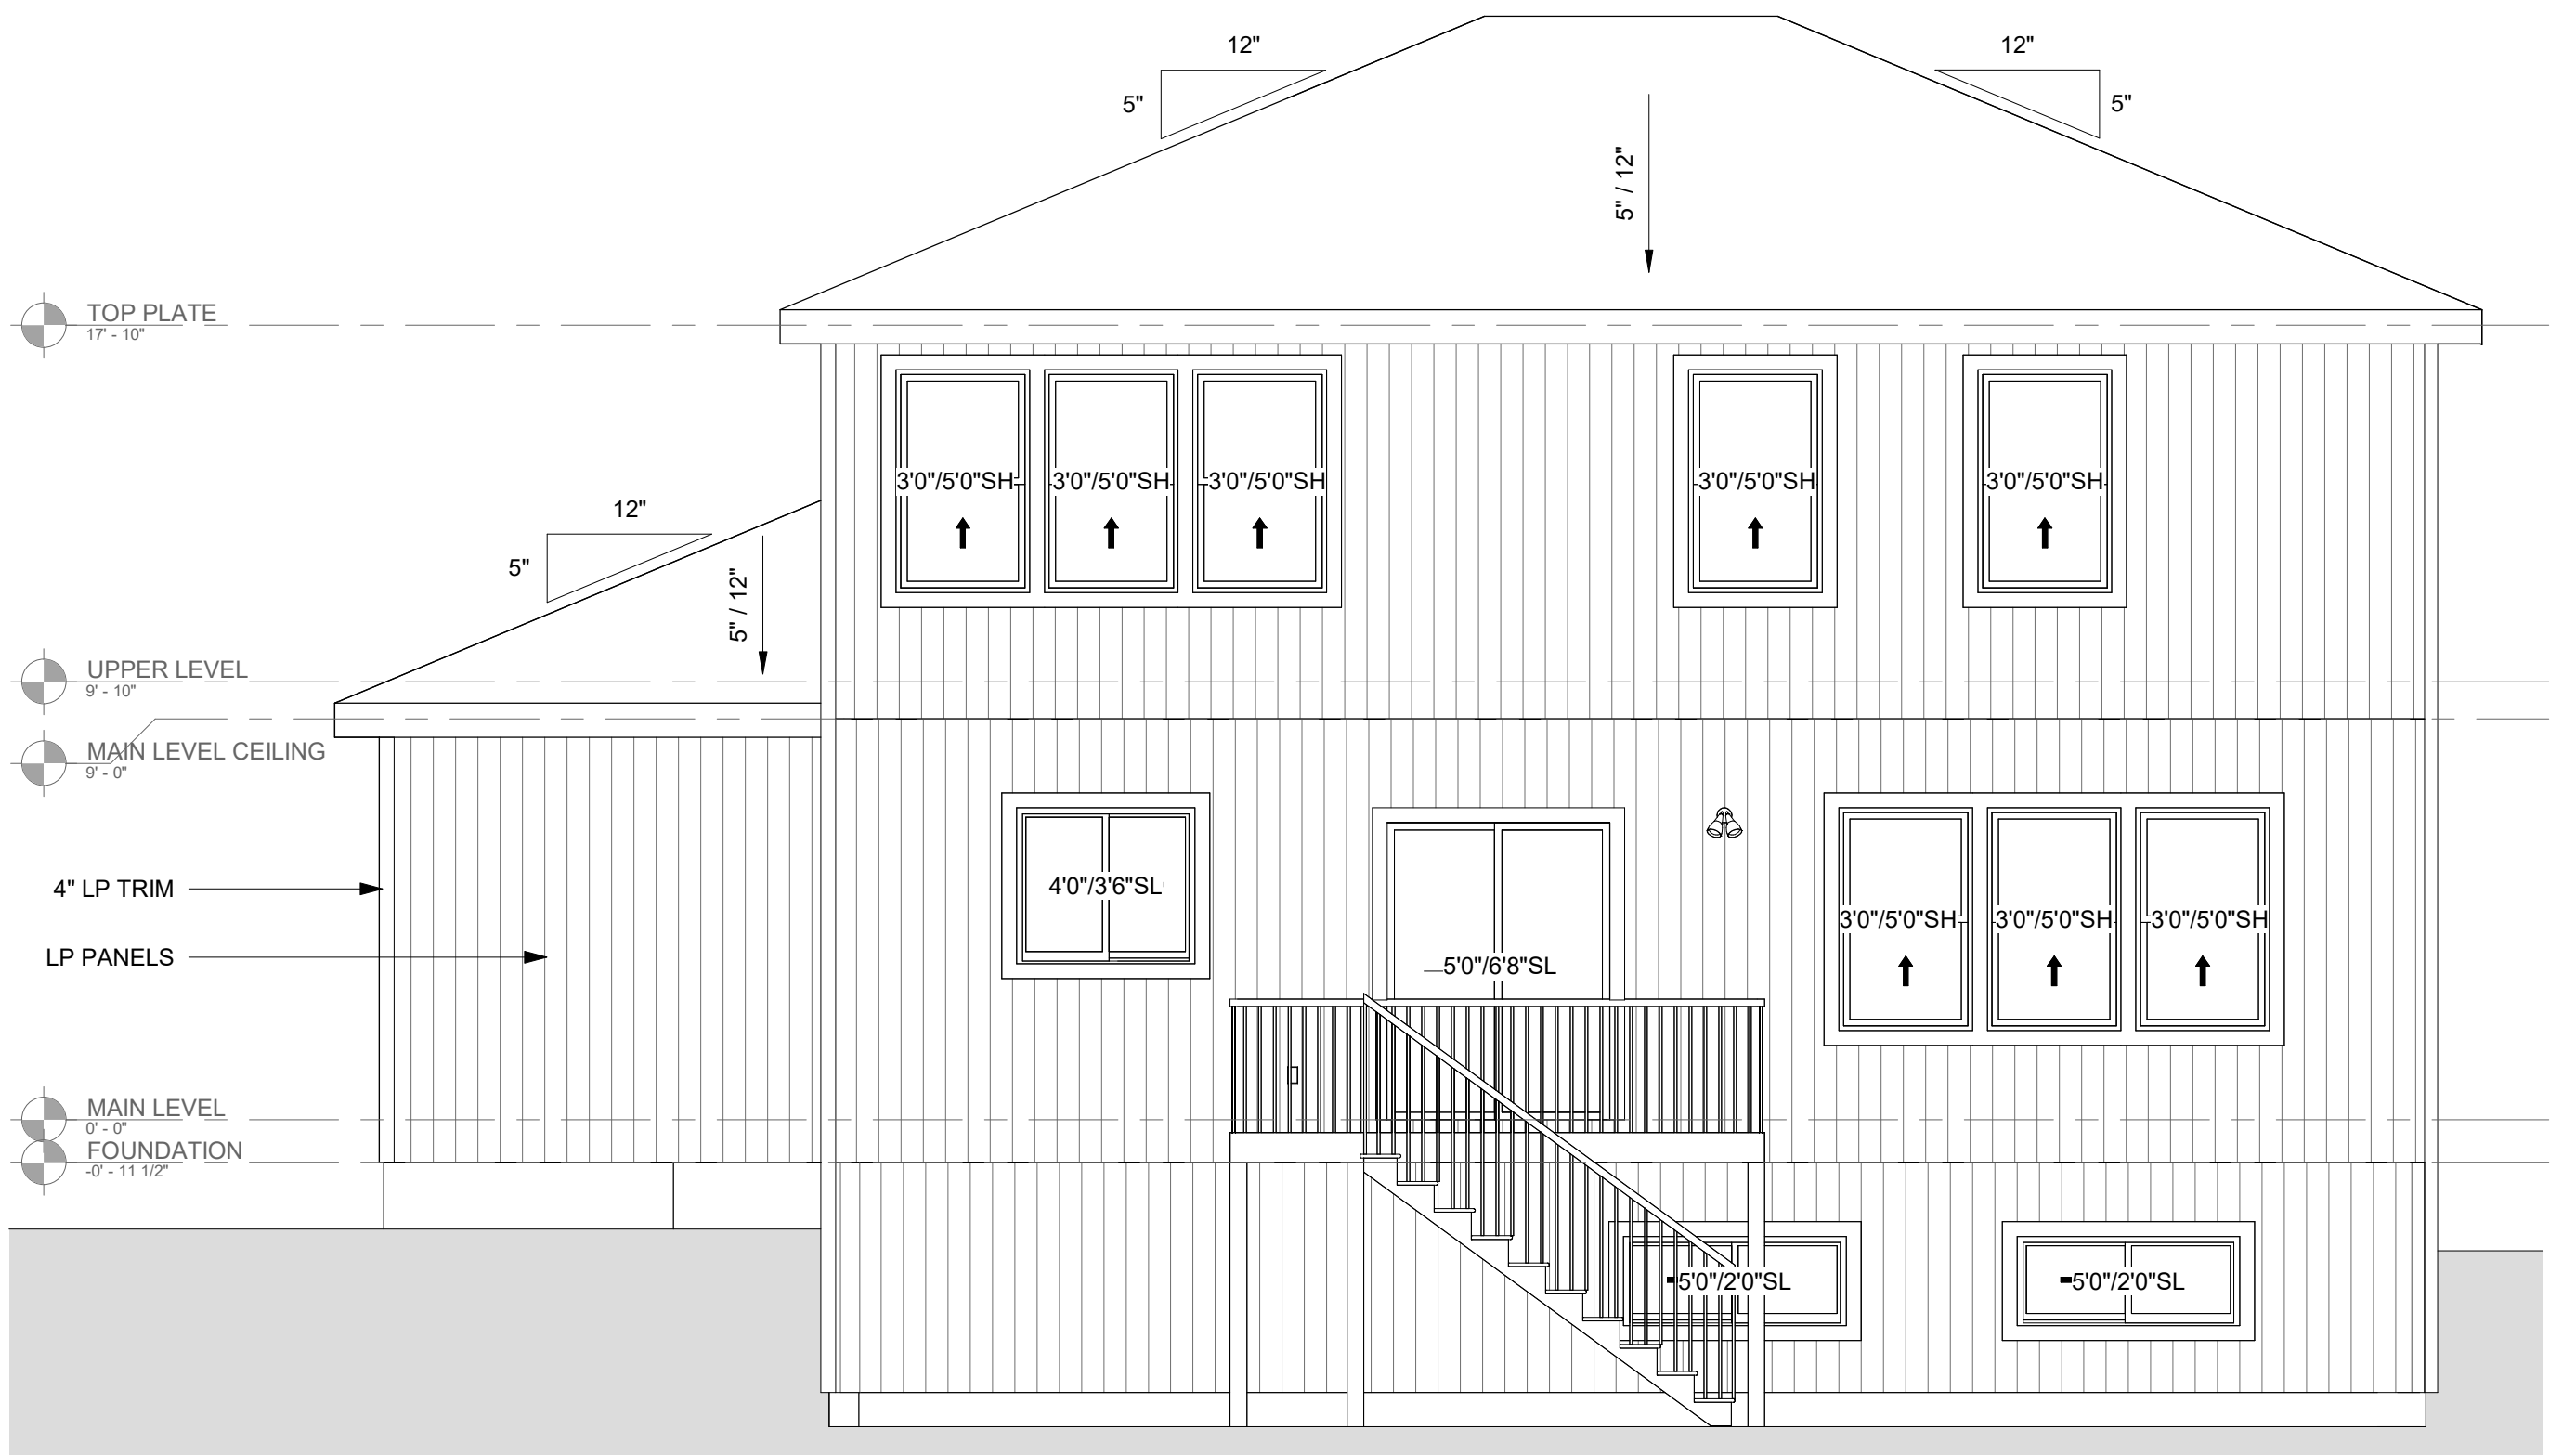 12"
12"
5"
5"
5" / 12"
TOP PLATE
17' - 10"
3'0"/5'0"SH
3'0"/5'0"SH
3'0"/5'0"SH
3'0"/5'0"SH
3'0"/5'0"SH
12"
5"
5" / 12"
UPPER LEVEL
9' - 10"
MAIN LEVEL CEILING
9' - 0"
4" LP TRIM
4'0"/3'6"SL
3'0"/5'0"SH
3'0"/5'0"SH
3'0"/5'0"SH
LP PANELS
5'0"/6'8"SL
MAIN LEVEL
0' - 0"
FOUNDATION
-0' - 11 1/2"
5'0"/2'0"SL
5'0"/2'0"SL